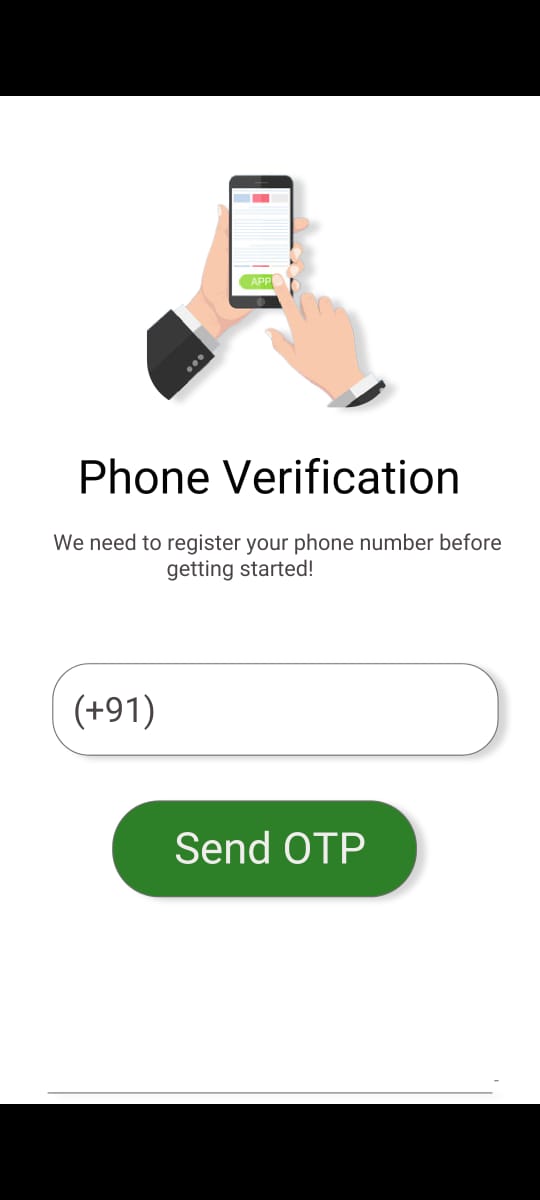 APP
Phone Verification
We need to register your phone number before
getting started!
(+91)
Send OTP
-